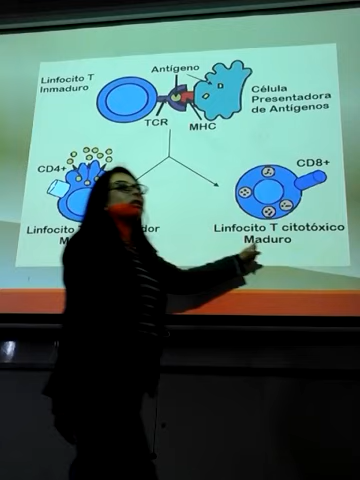 Linfocito T
Inmaduro
Antígeno
Célula
Presentadora
de Antígenos
TCR
MHC
CD4+
CD8+
Linfocito
Linfocito T citotóxico
Maduro